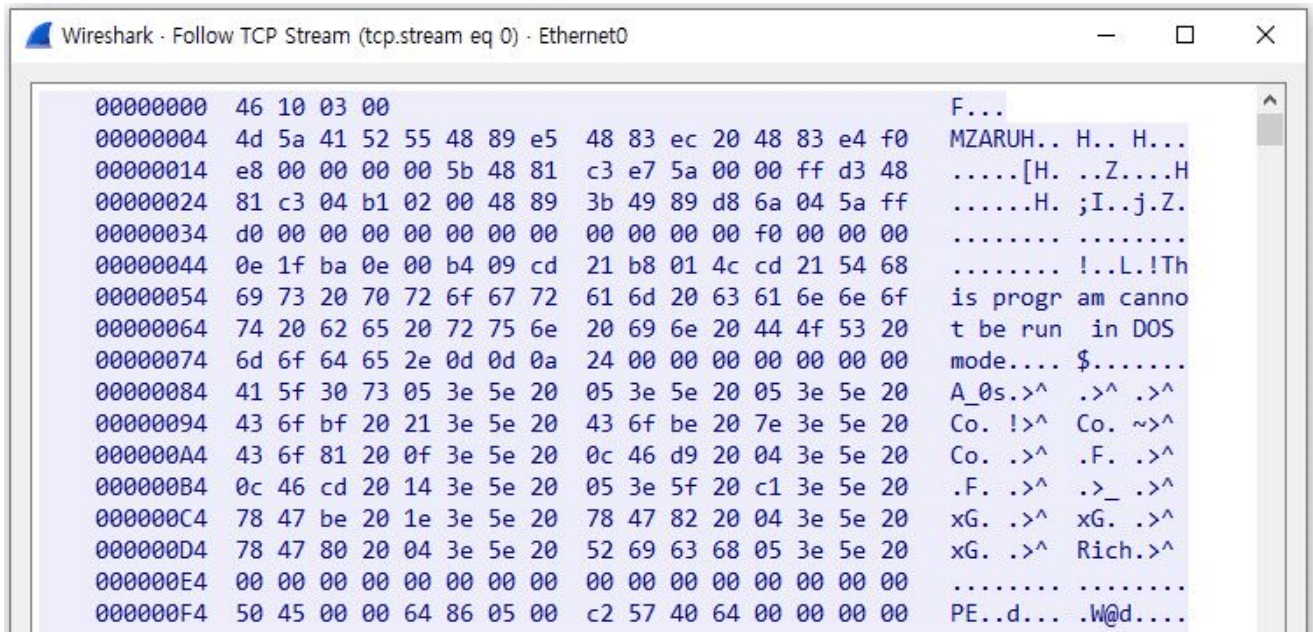 Wireshark · Follow TCP Stream (tcp.stream eq 0) · Ethernet0
00000000 46 10 03 00 F...
00000004 4d 5a 41 52 55 48 89 e5 48 83 ec 20 48 83 e4 f0 MZARUH.. H.. H...
00000014 e8 00 00 00 00 5b 48 81 c3 e7 5a 00 00 ff d3 48 .....[H. ..Z....H
00000024 81 c3 04 b1 02 00 48 89 3b 49 89 d8 6a 04 5a ff ......H. ;I..j.Z.
00000034 d0 00 00 00 00 00 00 00 00 00 00 00 f0 00 00 00 ........ ........
00000044 0e 1f ba 0e 00 b4 09 cd 21 b8 01 4c cd 21 54 68 ........ !..L.!Th
00000054 69 73 20 70 72 6f 67 72 61 6d 20 63 61 6e 6e 6f is progr am canno
00000064 74 20 62 65 20 72 75 6e 20 69 6e 20 44 4f 53 20 t be run  in DOS
00000074 6d 6f 64 65 2e 0d 0d 0a 24 00 00 00 00 00 00 00 mode.... $.......
00000084 41 5f 30 73 05 3e 5e 20 05 3e 5e 20 05 3e 5e 20 A_0s.>^ .>^ .>^
00000094 43 6f bf 20 21 3e 5e 20 43 6f be 20 7e 3e 5e 20 Co. !>^ Co. ~>^
000000A4 43 6f 81 20 0f 3e 5e 20 0c 46 d9 20 04 3e 5e 20 Co. .>^ .F. .>^
000000B4 0c 46 cd 20 14 3e 5e 20 05 3e 5f 20 c1 3e 5e 20 .F. .>^ .>_ .>^
000000C4 78 47 be 20 1e 3e 5e 20 78 47 82 20 04 3e 5e 20 xG. .>^ xG. .>^
000000D4 78 47 80 20 04 3e 5e 20 52 69 63 68 05 3e 5e 20 xG. .>^ Rich.>^
000000E4 00 00 00 00 00 00 00 00 00 00 00 00 00 00 00 00 ........ ........
000000F4 50 45 00 00 64 86 05 00 c2 57 40 64 00 00 00 00 PE..d... .W@d....